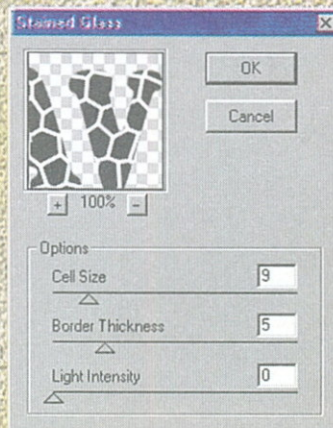 Stained Glass
OK
Cancel
+ 100% -
Options
Cell Size 9
Border Thickness 5
Light Intensity 0